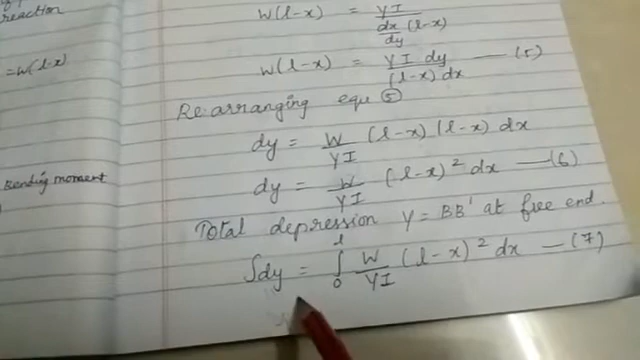 reaction
W(l-x) = YI / dx/dy (l-x)
= W(l-x)
W(l-x) = YI dy / (l-x) dx — (5)
Re-arranging equ (5)
dy = W/YI (l-x) (l-x) dx
Bending moment
dy = W/YI (l-x)² dx — (6)
Total depression y = BB' at free end.
∫dy = ∫₀ˡ W/YI (l-x)² dx — (7)